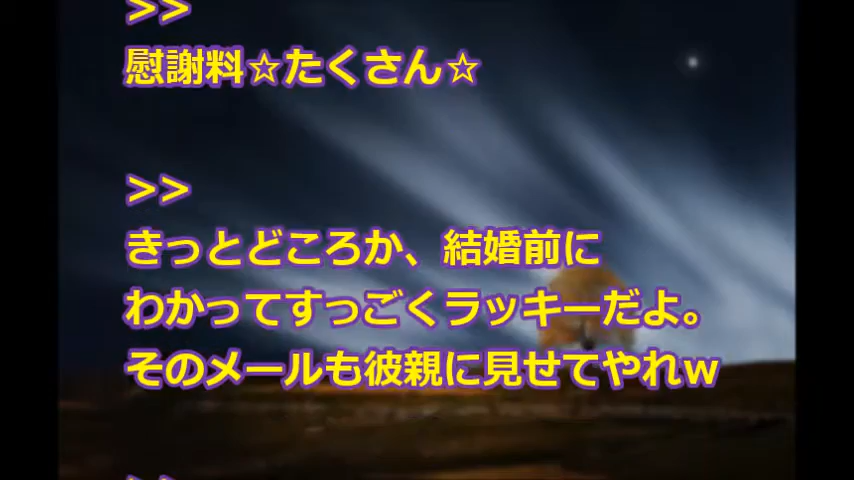 >>
慰謝料☆たくさん☆
>>
きっとどころか、結婚前に
わかってすっごくラッキーだよ。
そのメールも彼親に見せてやれw
>>